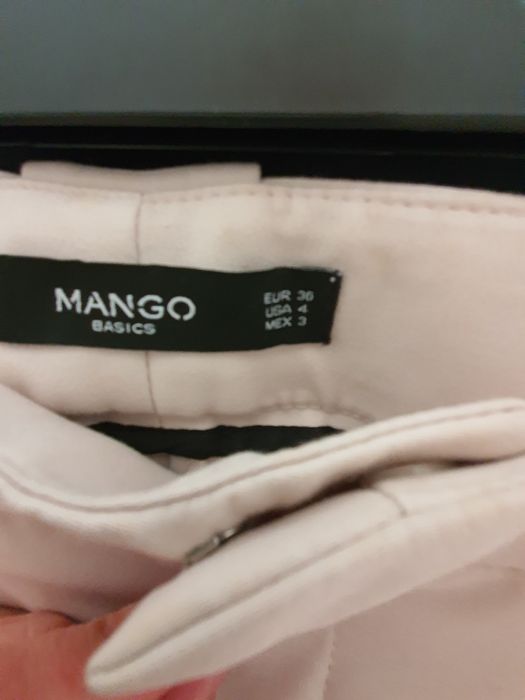 MANGO
BASICS
EUR 36
USA 4
MEX 3